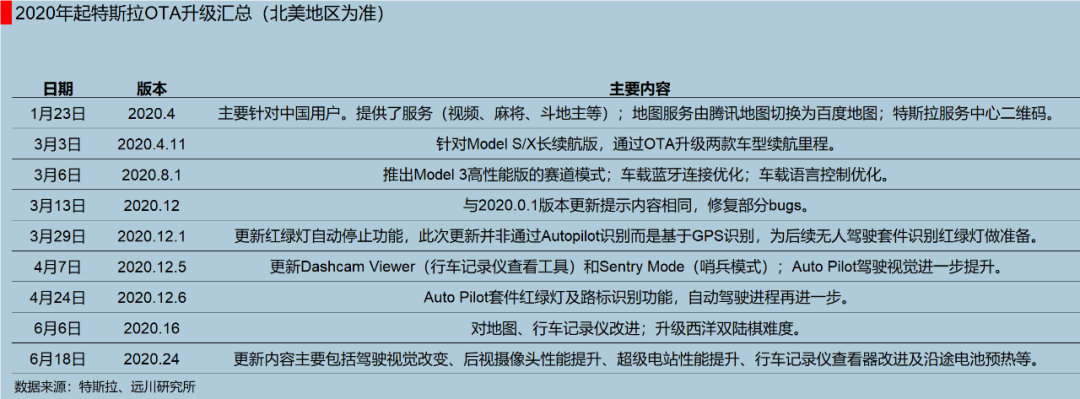 2020年起特斯拉OTA升级汇总（北美地区为准）
日期 版本 主要内容
1月23日 2020.4 主要针对中国用户。提供了服务（视频、麻将、斗地主等）；地图服务由腾讯地图切换为百度地图；特斯拉服务中心二维码。
3月3日 2020.4.11 针对Model S/X长续航版，通过OTA升级两款车型续航里程。
3月6日 2020.8.1 推出Model 3高性能版的赛道模式；车载蓝牙连接优化；车载语言控制优化。
3月13日 2020.12 与2020.0.1版本更新提示内容相同，修复部分bugs。
3月29日 2020.12.1 更新红绿灯自动停止功能，此次更新并非通过Autopilot识别而是基于GPS识别，为后续无人驾驶套件识别红绿灯做准备。
4月7日 2020.12.5 更新Dashcam Viewer（行车记录仪查看工具）和Sentry Mode（哨兵模式）；Auto Pilot驾驶视觉进一步提升。
4月24日 2020.12.6 Auto Pilot套件红绿灯及路标识别功能，自动驾驶进程再进一步。
6月6日 2020.16 对地图、行车记录仪改进；升级西洋双陆棋难度。
6月18日 2020.24 更新内容主要包括驾驶视觉改变、后视摄像头性能提升、超级电站性能提升、行车记录仪查看器改进及沿途电池预热等。
数据来源：特斯拉、远川研究所